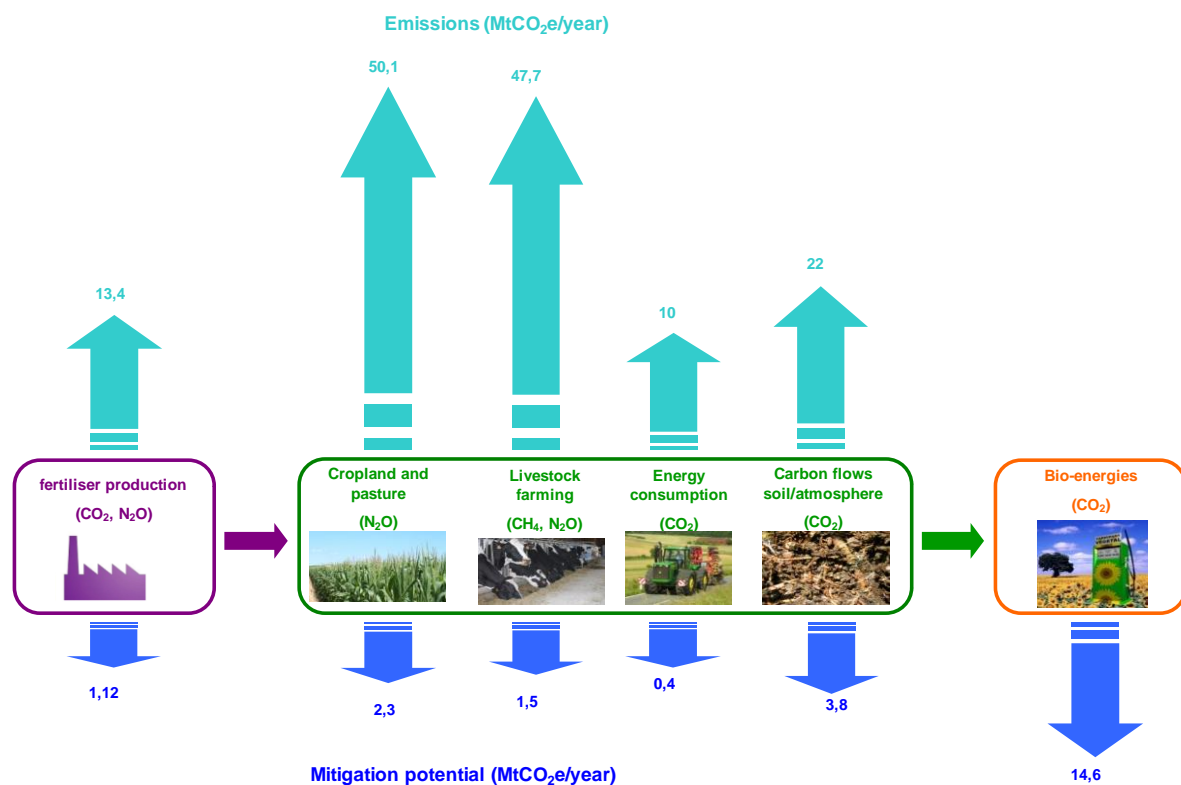 Emissions (MtCO₂e/year)
50,1
47,7
22
13,4
10
fertiliser production
(CO₂, N₂O)
Cropland and
pasture
(N₂O)
Livestock
farming
(CH₄, N₂O)
Energy
consumption
(CO₂)
Carbon flows
soil/atmosphere
(CO₂)
Bio-energies
(CO₂)
1,12
2,3
1,5
0,4
3,8
14,6
Mitigation potential (MtCO₂e/year)